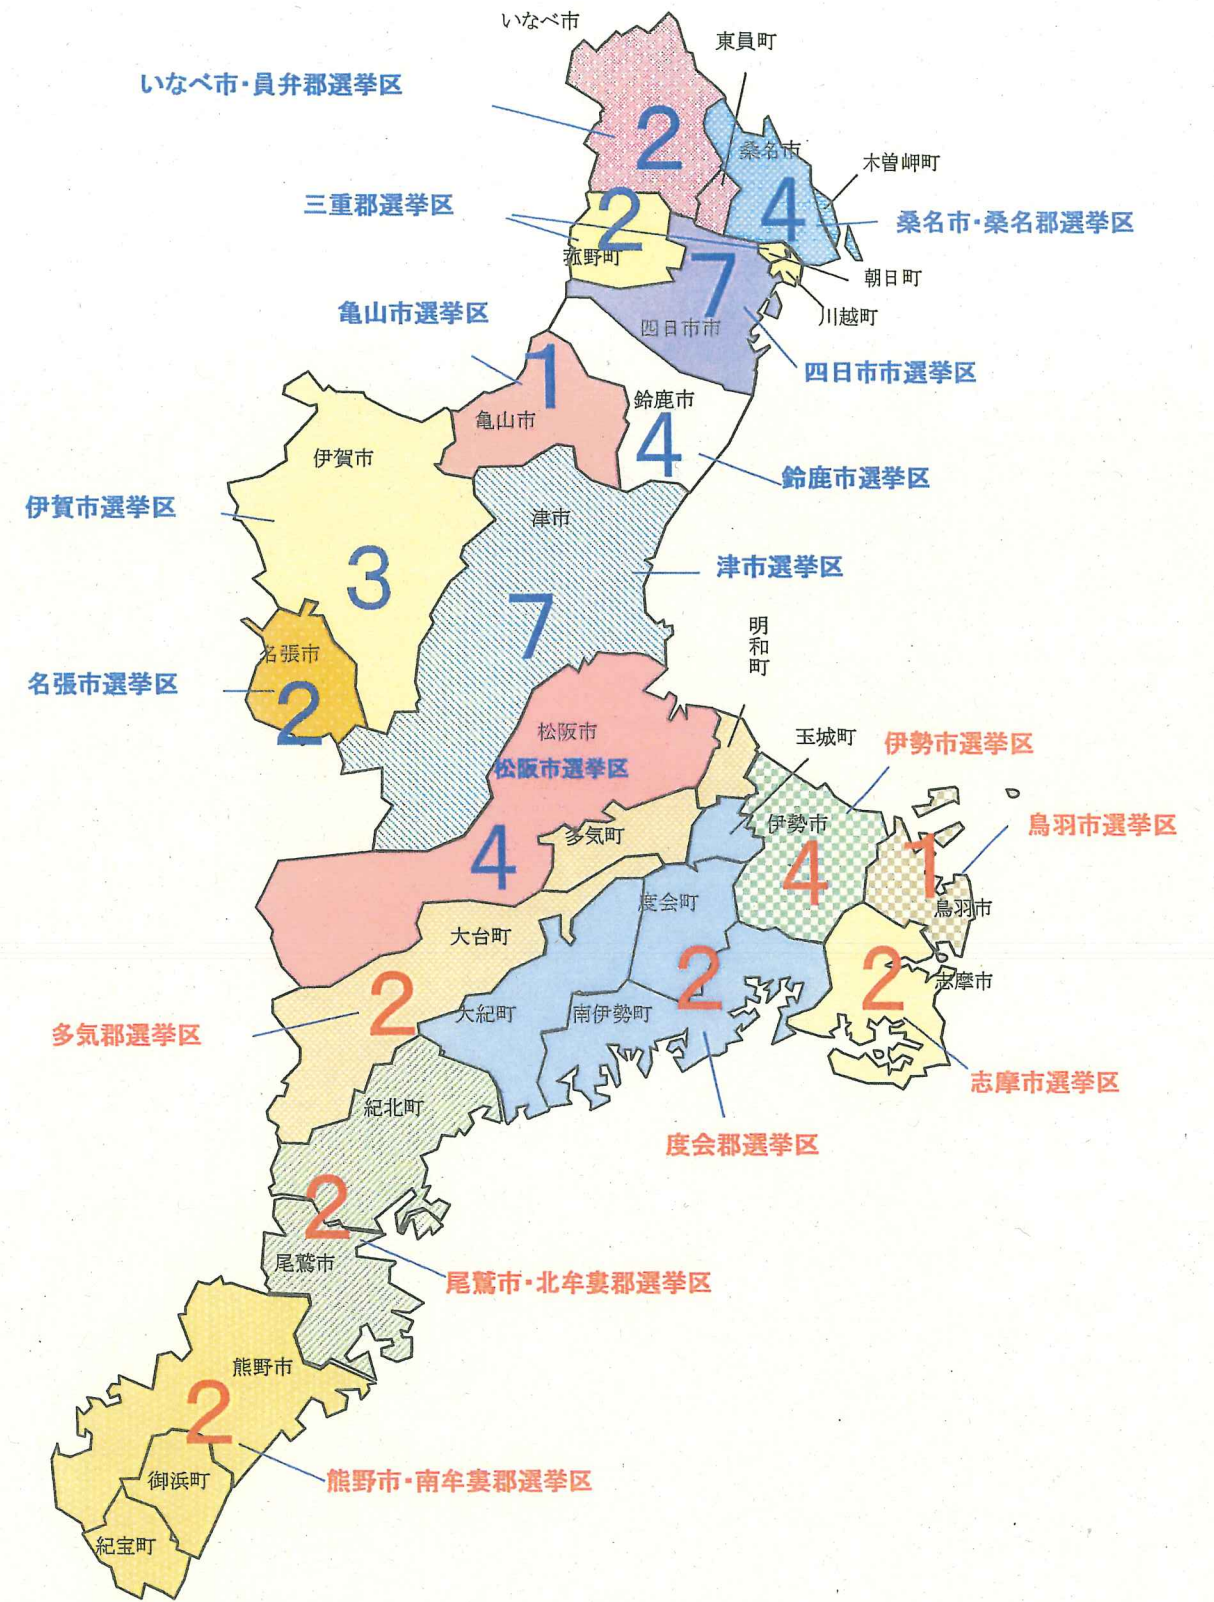 いなべ市
東員町
いなべ市・員弁郡選挙区
2
桑名市
木曽岬町
三重郡選挙区
2
4
桑名市・桑名郡選挙区
菰野町
7
朝日町
亀山市選挙区
川越町
四日市市
1
四日市市選挙区
鈴鹿市
亀山市
4
伊賀市
鈴鹿市選挙区
伊賀市選挙区
津市
3
津市選挙区
7
明和町
名張市
名張市選挙区
2
松阪市
玉城町
伊勢市選挙区
松阪市選挙区
伊勢市
鳥羽市選挙区
多気町
4
4
1
度会町
鳥羽市
大台町
2
2
志摩市
2
多気郡選挙区
大紀町
南伊勢町
志摩市選挙区
紀北町
度会郡選挙区
2
尾鷲市
尾鷲市・北牟婁郡選挙区
熊野市
2
御浜町
熊野市・南牟婁郡選挙区
紀宝町